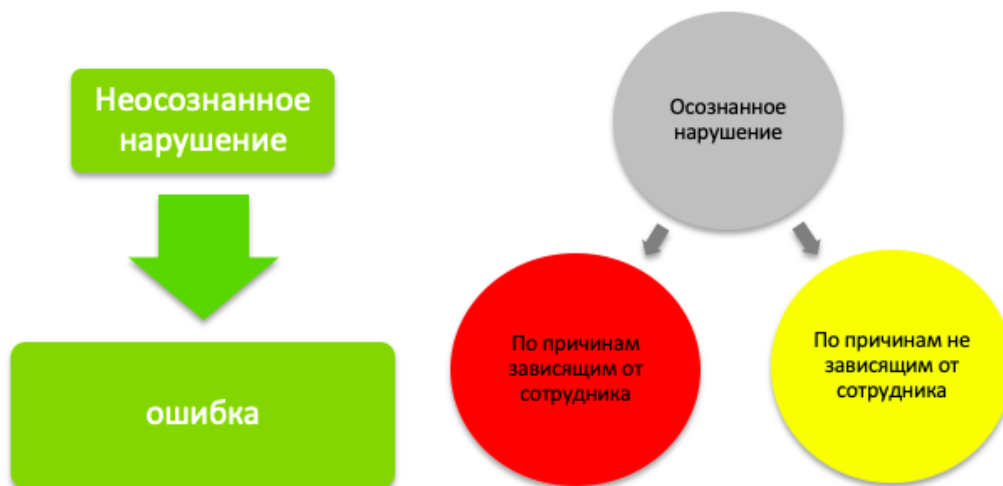 Неосознанное
нарушение
ошибка
Осознанное
нарушение
По причинам
зависящим от
сотрудника
По причинам не
зависящим от
сотрудника